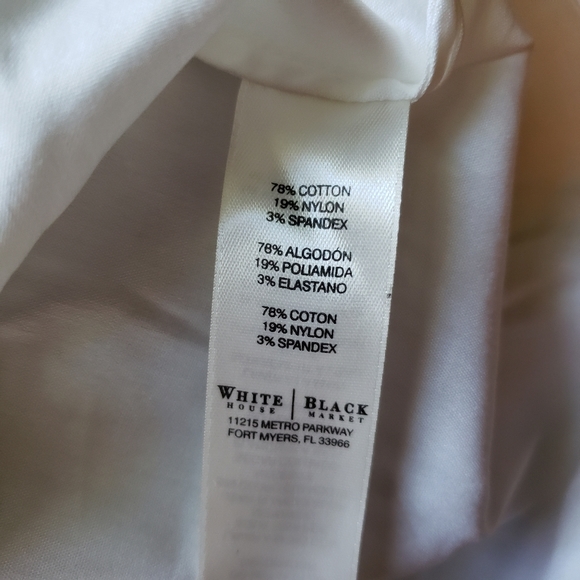 78% COTTON
19% NYLON
3% SPANDEX
78% ALGODÓN
19% POLIAMIDA
3% ELASTANO
78% COTON
19% NYLON
3% SPANDEX
WHITE | BLACK
HOUSE MARKET
11215 METRO PARKWAY
FORT MYERS, FL 33966